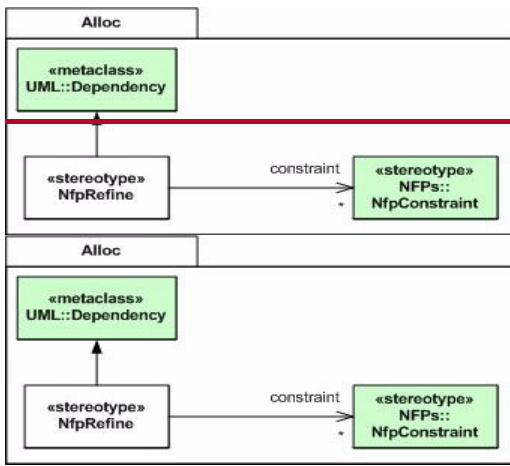 Alloc
«metaclass»
UML::Dependency
«stereotype»
NfpRefine
constraint
*
«stereotype»
NFPs::
NfpConstraint
Alloc
«metaclass»
UML::Dependency
«stereotype»
NfpRefine
constraint
*
«stereotype»
NFPs::
NfpConstraint